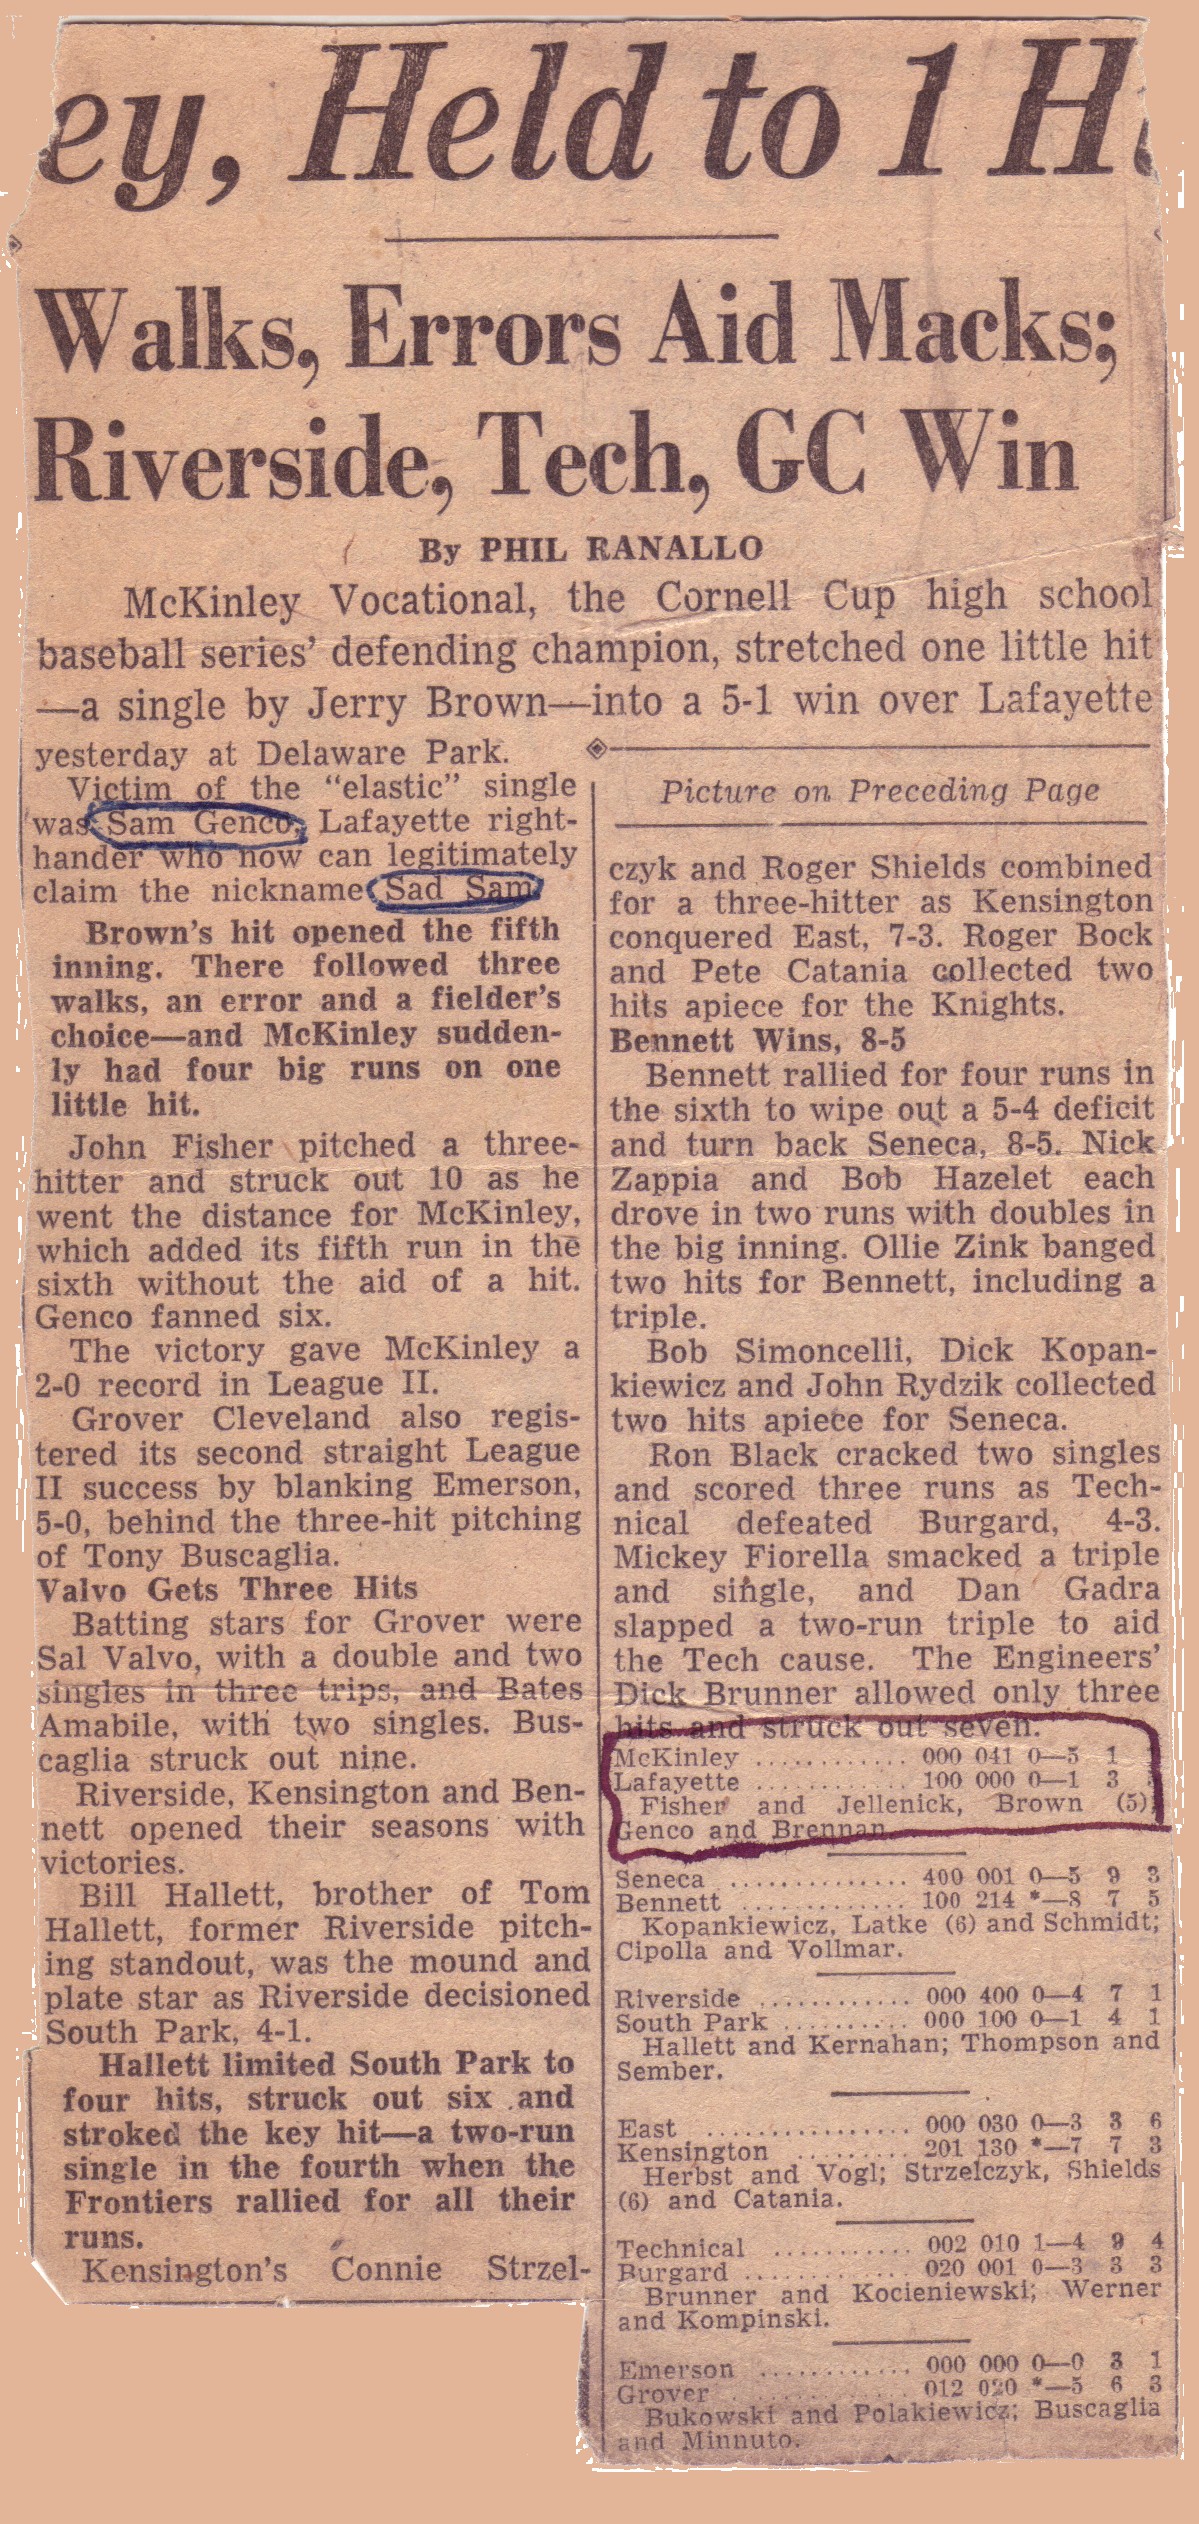 ey, Held to 1 H
Walks, Errors Aid Macks;
Riverside, Tech, GC Win
By PHIL RANALLO
McKinley Vocational, the Cornell Cup high school
baseball series' defending champion, stretched one little hit
—a single by Jerry Brown—into a 5-1 win over Lafayette
yesterday at Delaware Park.
Victim of the "elastic" single
was Sam Genco, Lafayette right-
hander who now can legitimately
claim the nickname Sad Sam
Brown's hit opened the fifth
inning. There followed three
walks, an error and a fielder's
choice—and McKinley sudden-
ly had four big runs on one
little hit.
John Fisher pitched a three-
hitter and struck out 10 as he
went the distance for McKinley,
which added its fifth run in the
sixth without the aid of a hit.
Genco fanned six.
The victory gave McKinley a
2-0 record in League II.
Grover Cleveland also regis-
tered its second straight League
II success by blanking Emerson,
5-0, behind the three-hit pitching
of Tony Buscaglia.
Valvo Gets Three Hits
Batting stars for Grover were
Sal Valvo, with a double and two
singles in three trips, and Bates
Amabile, with two singles. Bus-
caglia struck out nine.
Riverside, Kensington and Ben-
nett opened their seasons with
victories.
Bill Hallett, brother of Tom
Hallett, former Riverside pitch-
ing standout, was the mound and
plate star as Riverside decisioned
South Park, 4-1.
Hallett limited South Park to
four hits, struck out six and
stroked the key hit—a two-run
single in the fourth when the
Frontiers rallied for all their
runs.
Kensington's Connie Strzel-
Picture on Preceding Page
czyk and Roger Shields combined
for a three-hitter as Kensington
conquered East, 7-3. Roger Bock
and Pete Catania collected two
hits apiece for the Knights.
Bennett Wins, 8-5
Bennett rallied for four runs in
the sixth to wipe out a 5-4 deficit
and turn back Seneca, 8-5. Nick
Zappia and Bob Hazelet each
drove in two runs with doubles in
the big inning. Ollie Zink banged
two hits for Bennett, including a
triple.
Bob Simoncelli, Dick Kopan-
kiewicz and John Rydzik collected
two hits apiece for Seneca.
Ron Black cracked two singles
and scored three runs as Tech-
nical defeated Burgard, 4-3.
Mickey Fiorella smacked a triple
and single, and Dan Gadra
slapped a two-run triple to aid
the Tech cause. The Engineers'
Dick Brunner allowed only three
hits and struck out seven.
McKinley ............ 000 041 0—5 1
Lafayette ............ 100 000 0—1 3
Fisher and Jellenick, Brown (5);
Genco and Brennan.
Seneca .............. 400 001 0—5 9 3
Bennett ............. 100 214 *—8 7 5
Kopankiewicz, Latke (6) and Schmidt;
Cipolla and Vollmar.
Riverside ............ 000 400 0—4 7 1
South Park .......... 000 100 0—1 4 1
Hallett and Kernahan; Thompson and
Sember.
East ................ 000 030 0—3 3 6
Kensington ......... 201 130 *—7 7 3
Herbst and Vogl; Strzelczyk, Shields
(6) and Catania.
Technical ........... 002 010 1—4 9 4
Burgard ............. 020 001 0—3 3 3
Brunner and Kocieniewski; Werner
and Kompinski.
Emerson ............ 000 000 0—0 3 1
Grover .............. 012 020 *—5 6 3
Bukowski and Polakiewicz; Buscaglia
and Minnuto.